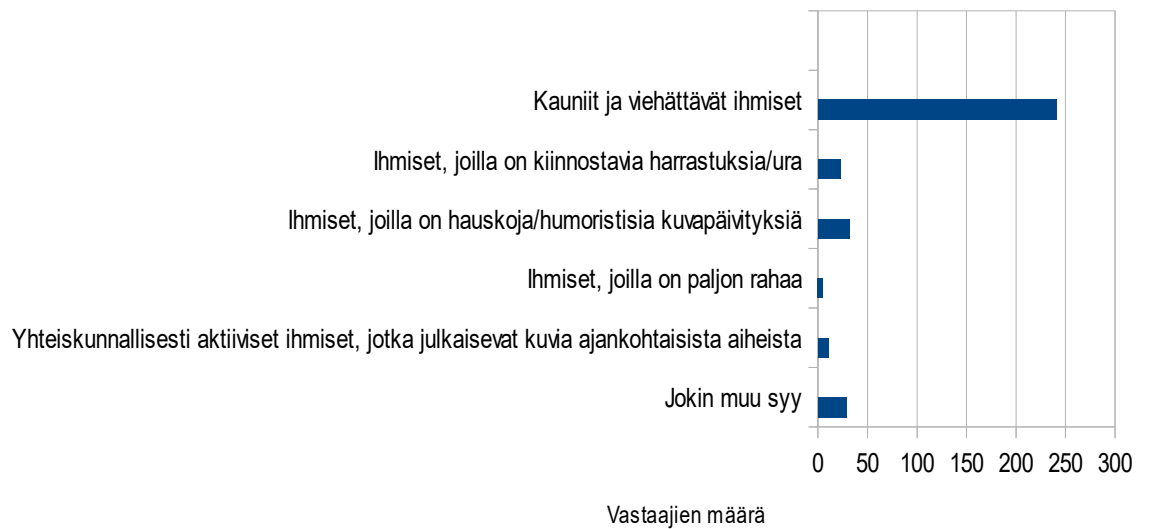 Kauniit ja viehättävät ihmiset
Ihmiset, joilla on kiinnostavia harrastuksia/ura
Ihmiset, joilla on hauskoja/humoristisia kuvapäivityksiä
Ihmiset, joilla on paljon rahaa
Yhteiskunnallisesti aktiiviset ihmiset, jotka julkaisevat kuvia ajankohtaisista aiheista
Jokin muu syy
0 50 100 150 200 250 300
Vastaajien määrä